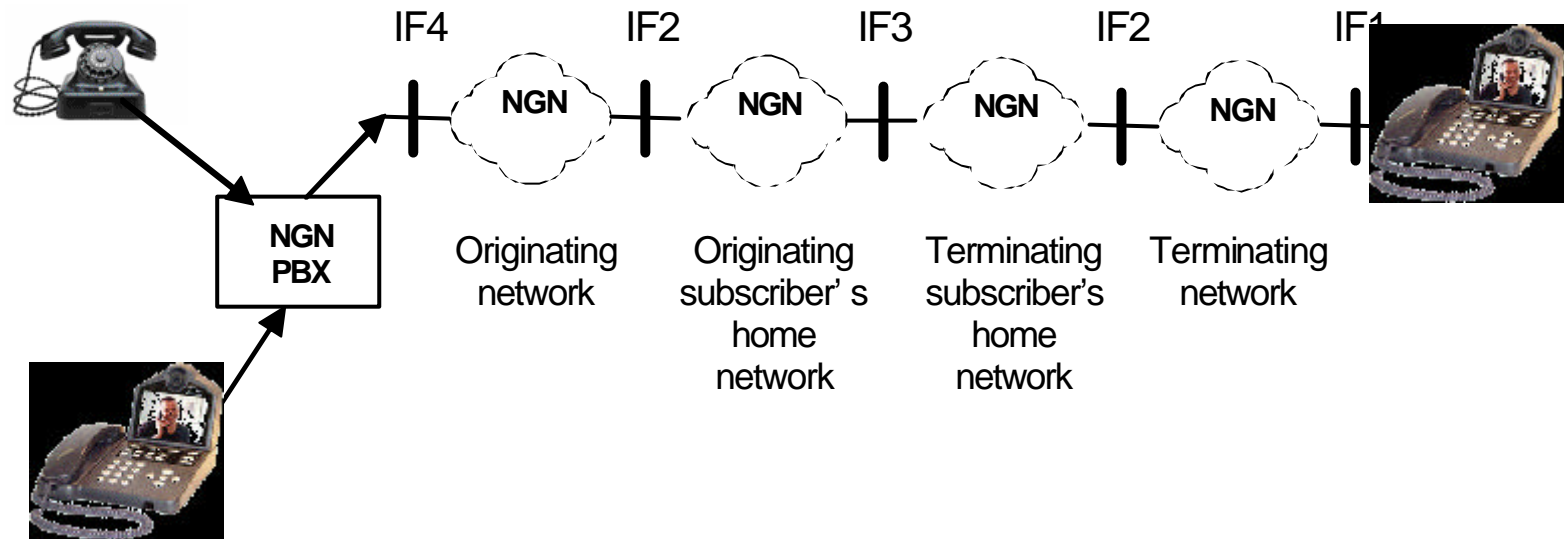 IF4
IF2
IF3
IF2
IF1
NGN
NGN
NGN
NGN
NGN
PBX
Originating
network
Originating
subscriber’ s
home
network
Terminating
subscriber's
home
network
Terminating
network